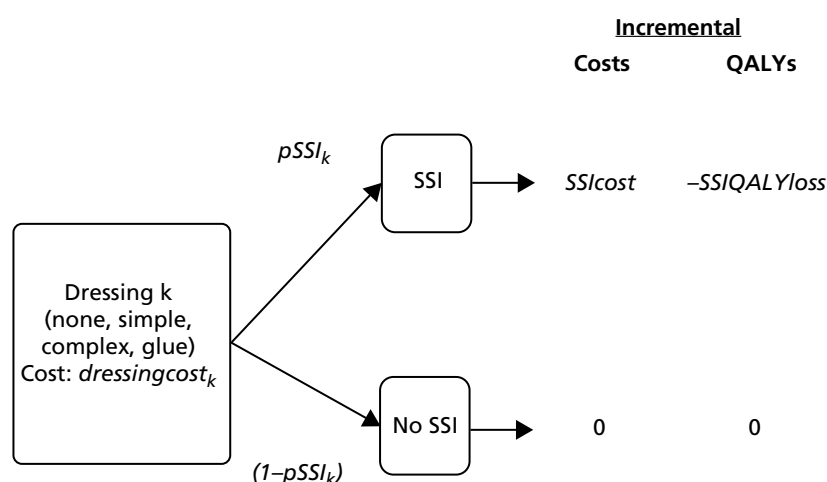 Incremental
Costs QALYs
pSSIk
SSI
SSIcost –SSIQALYloss
Dressing k
(none, simple,
complex, glue)
Cost: dressingcostk
No SSI
0 0
(1–pSSIk)